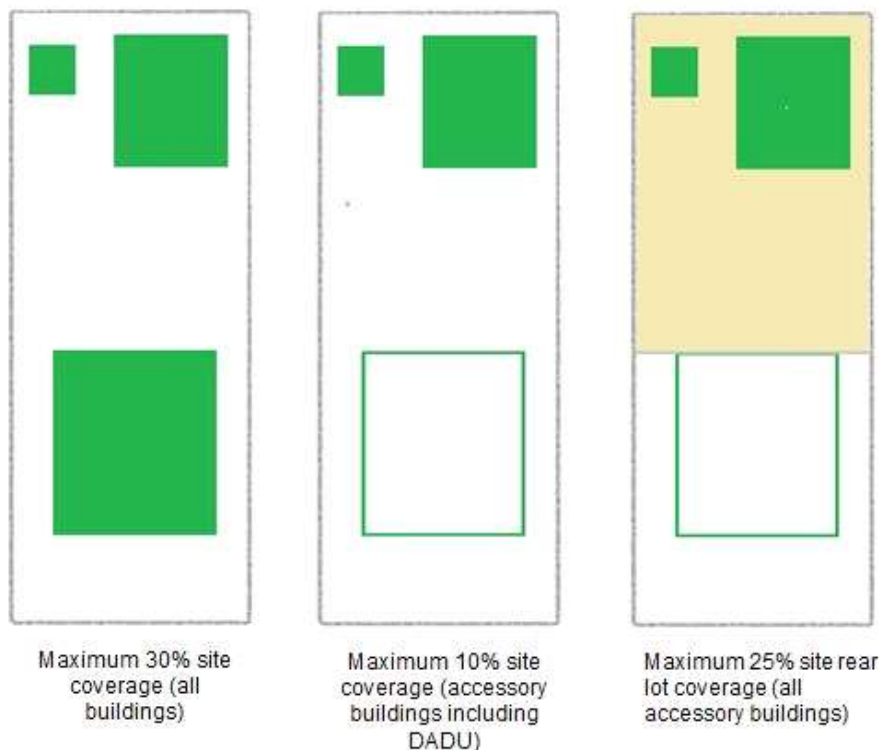 Maximum 30% site
coverage (all
buildings)
Maximum 10% site
coverage (accessory
buildings including
DADU)
Maximum 25% site rear
lot coverage (all
accessory buildings)